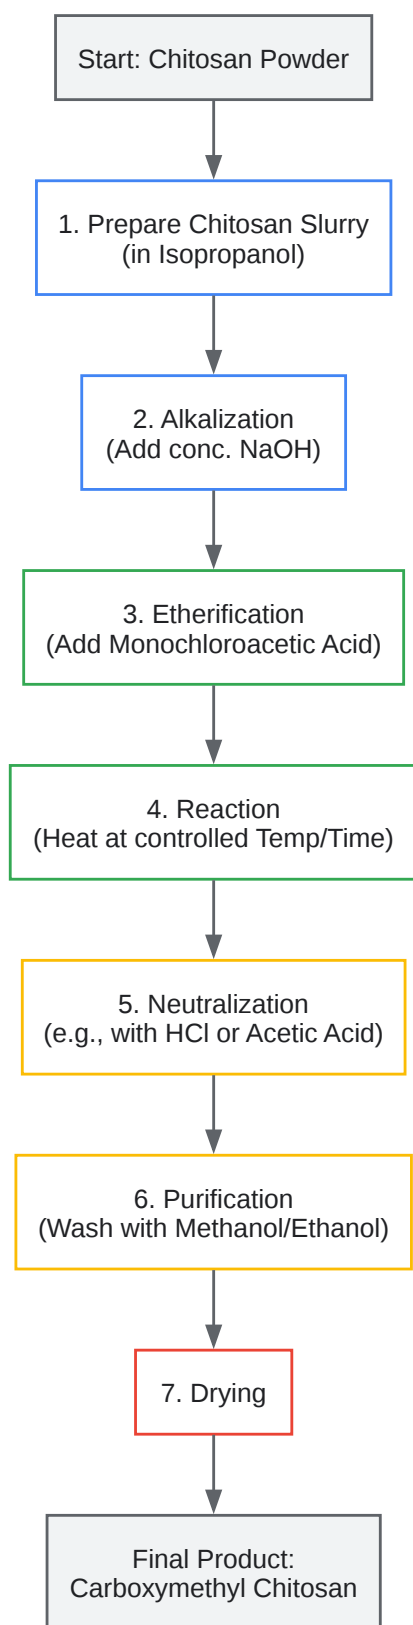 Start: Chitosan Powder
1. Prepare Chitosan Slurry
(in Isopropanol)
2. Alkalization
(Add conc. NaOH)
3. Etherification
(Add Monochloroacetic Acid)
4. Reaction
(Heat at controlled Temp/Time)
5. Neutralization
(e.g., with HCl or Acetic Acid)
6. Purification
(Wash with Methanol/Ethanol)
7. Drying
Final Product:
Carboxymethyl Chitosan